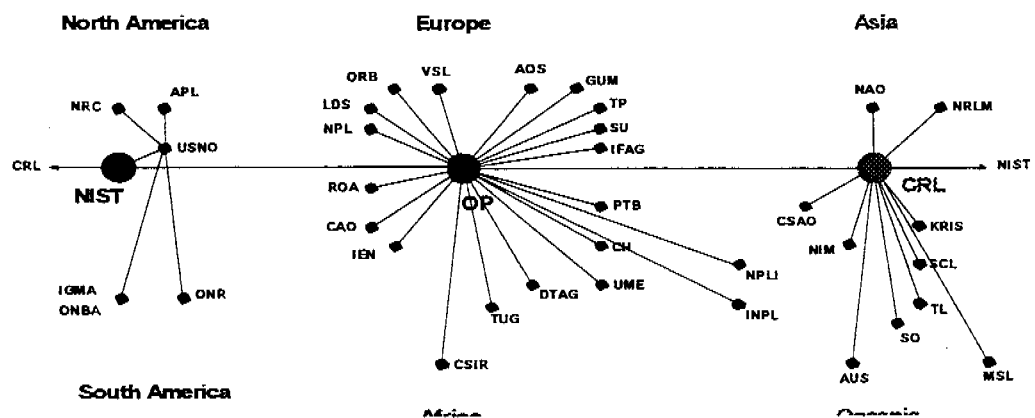 North America
Europe
Asia
ORB
VSL
AOS
GUM
NRC
APL
LDS
TP
NAO
NRLM
NPL
SU
USNO
IFAG
CRL
NIST
NIST
OP
CRL
ROA
PTB
CSAO
CAO
KRIS
IEN
CH
NIM
NPLI
SCL
IGMA
ONBA
ONR
DTAG
UME
INPL
TL
TUG
SO
CSIR
AUS
MSL
South America